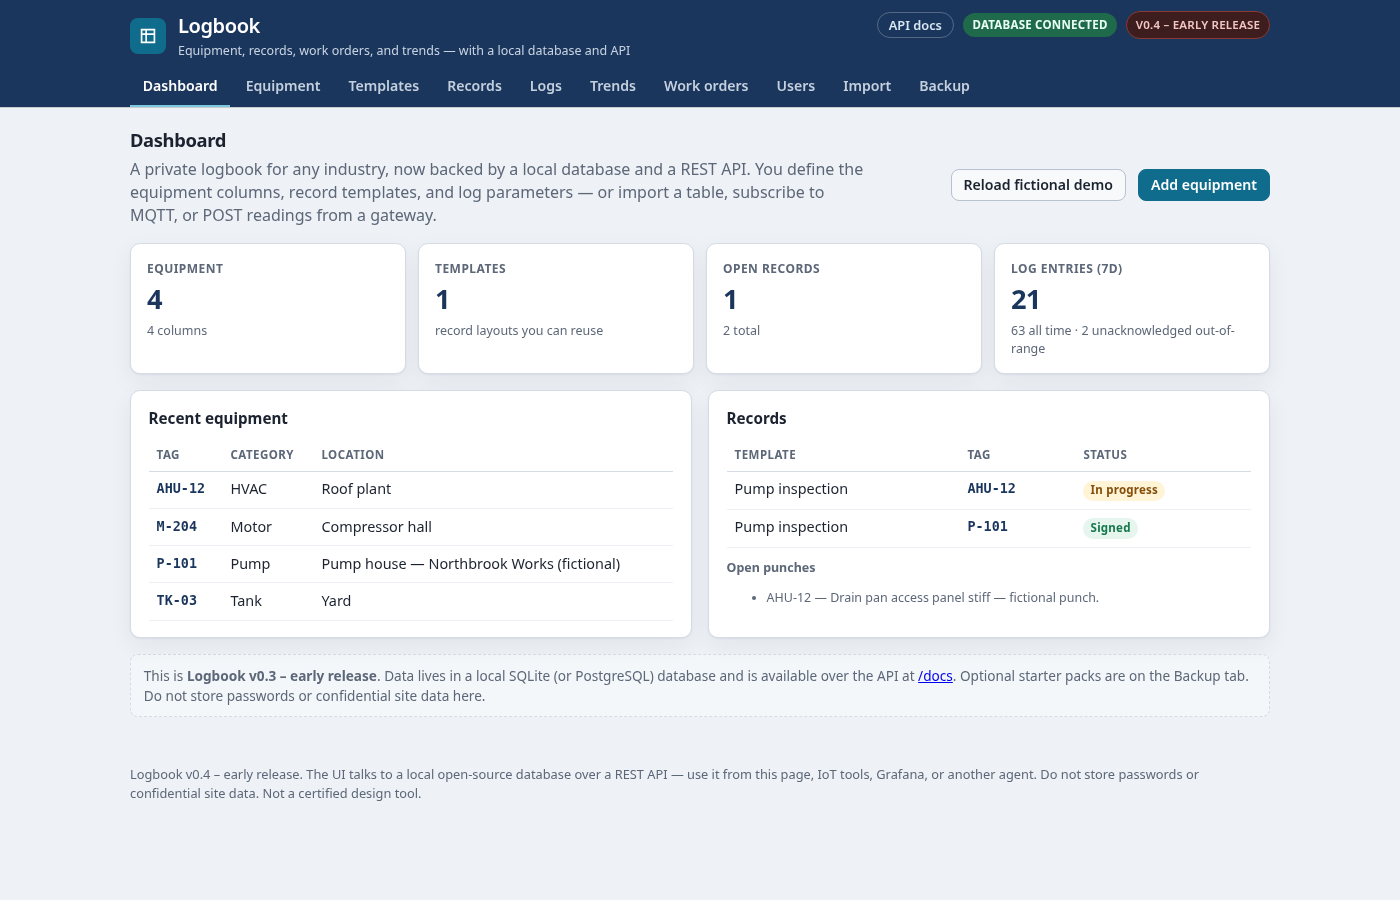 Logbook
Equipment, records, work orders, and trends — with a local database and API
API docs
DATABASE CONNECTED
V0.4 – EARLY RELEASE
Dashboard Equipment Templates Records Logs Trends Work orders Users Import Backup
Dashboard
A private logbook for any industry, now backed by a local database and a REST API. You define the
equipment columns, record templates, and log parameters — or import a table, subscribe to
MQTT, or POST readings from a gateway.
Reload fictional demo
Add equipment
EQUIPMENT
4
4 columns
TEMPLATES
1
record layouts you can reuse
OPEN RECORDS
1
2 total
LOG ENTRIES (7D)
21
63 all time · 2 unacknowledged out-of-
range
Recent equipment
TAG CATEGORY LOCATION
AHU-12 HVAC Roof plant
M-204 Motor Compressor hall
P-101 Pump Pump house — Northbrook Works (fictional)
TK-03 Tank Yard
Records
TEMPLATE TAG STATUS
Pump inspection AHU-12 In progress
Pump inspection P-101 Signed
Open punches
• AHU-12 — Drain pan access panel stiff — fictional punch.
This is Logbook v0.3 – early release. Data lives in a local SQLite (or PostgreSQL) database and is available over the API at /docs. Optional starter packs are on the Backup tab.
Do not store passwords or confidential site data here.
Logbook v0.4 – early release. The UI talks to a local open-source database over a REST API — use it from this page, IoT tools, Grafana, or another agent. Do not store passwords or
confidential site data. Not a certified design tool.